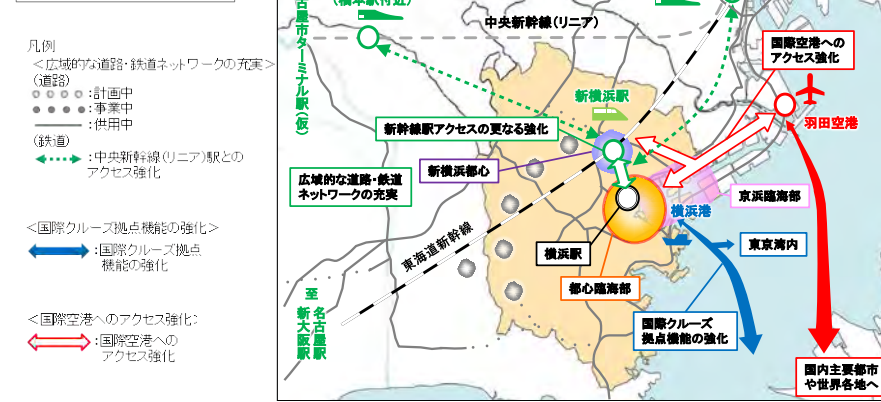 凡例
＜広域的な道路・鉄道ネットワークの充実＞
（道路）
：計画中
：事業中
：供用中
（鉄道）
：中央新幹線（リニア）駅との
アクセス強化
＜国際クルーズ拠点機能の強化＞
：国際クルーズ拠点
機能の強化
＜国際空港へのアクセス強化：
：国際空港への
アクセス強化
（橋本駅付近）
古屋市ターミナル駅（仮）
中央新幹線（リニア）
国際空港への
アクセス強化
新横浜駅
羽田空港
新幹線駅アクセスの更なる強化
新横浜都心
広域的な道路・鉄道
ネットワークの充実
京浜臨海部
横浜港
東海道新幹線
横浜駅
東京湾内
都心臨海部
至
名古屋駅
新大阪駅
国際クルーズ
拠点機能の強化
国内主要都市
や世界各地へ